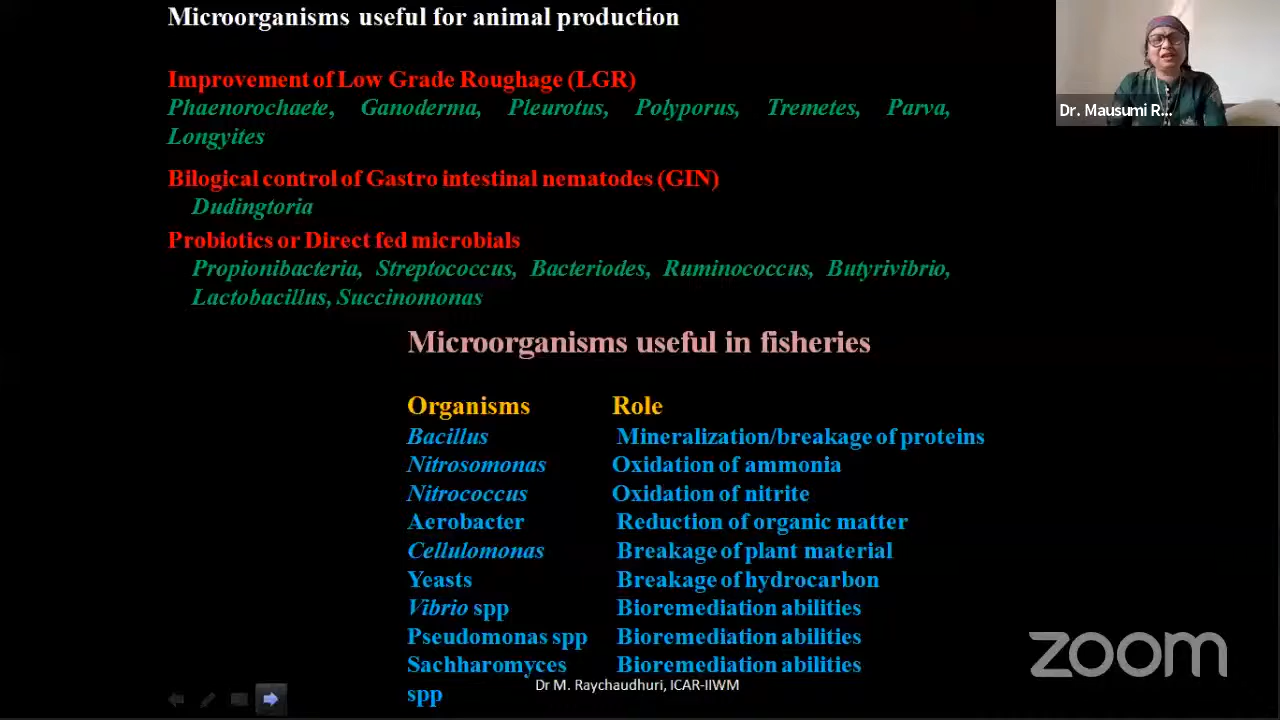 Microorganisms useful for animal production
Improvement of Low Grade Roughage (LGR)
Phaenorochaete, Ganoderma, Pleurotus, Polyporus, Tremetes, Parva,
Longyites
Bilogical control of Gastro intestinal nematodes (GIN)
Dudingtoria
Probiotics or Direct fed microbials
Propionibacteria, Streptococcus, Bacteriodes, Ruminococcus, Butyrivibrio,
Lactobacillus, Succinomonas
Microorganisms useful in fisheries
Organisms Role
Bacillus Mineralization/breakage of proteins
Nitrosomonas Oxidation of ammonia
Nitrococcus Oxidation of nitrite
Aerobacter Reduction of organic matter
Cellulomonas Breakage of plant material
Yeasts Breakage of hydrocarbon
Vibrio spp Bioremediation abilities
Pseudomonas spp Bioremediation abilities
Sachharomyces Bioremediation abilities
spp
Dr M. Raychaudhuri, ICAR-IIWM
Dr. Mausumi R...
zoom